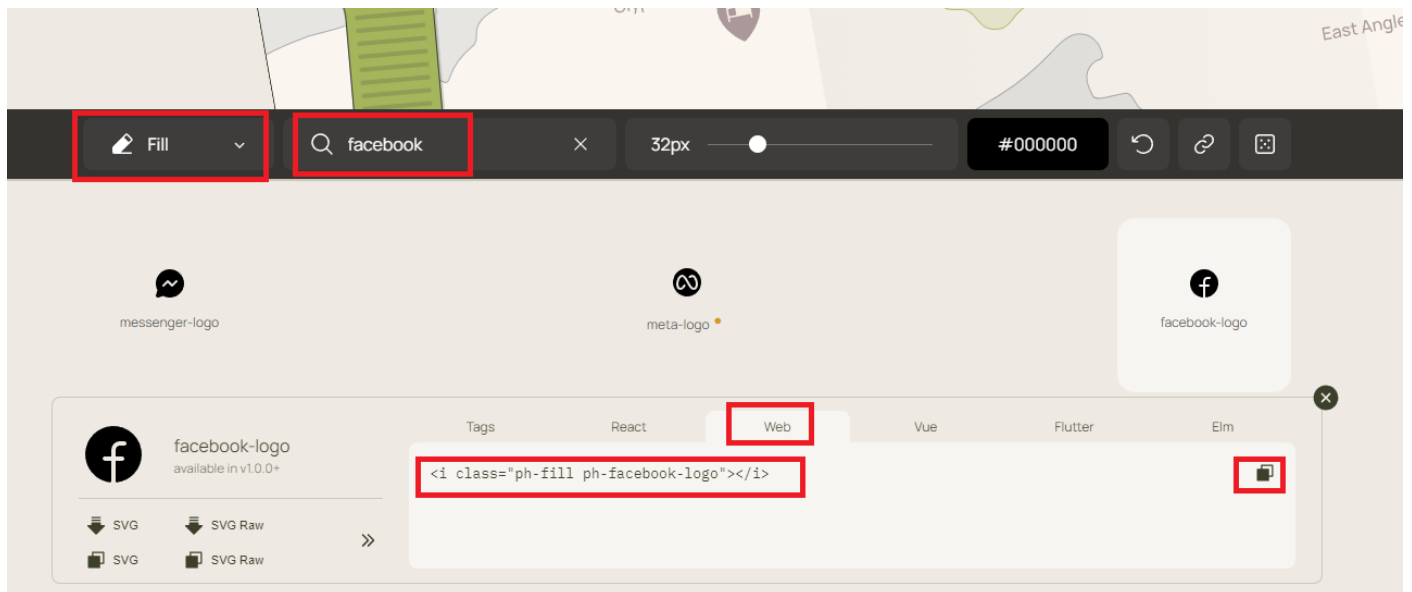 East Angle
Fill
facebook
32px
#000000
messenger-logo
meta-logo
facebook-logo
facebook-logo
available in v1.0.0+
SVG
SVG Raw
SVG
SVG Raw
Tags
React
Web
Vue
Flutter
Elm
<i class="ph-fill ph-facebook-logo"></i>